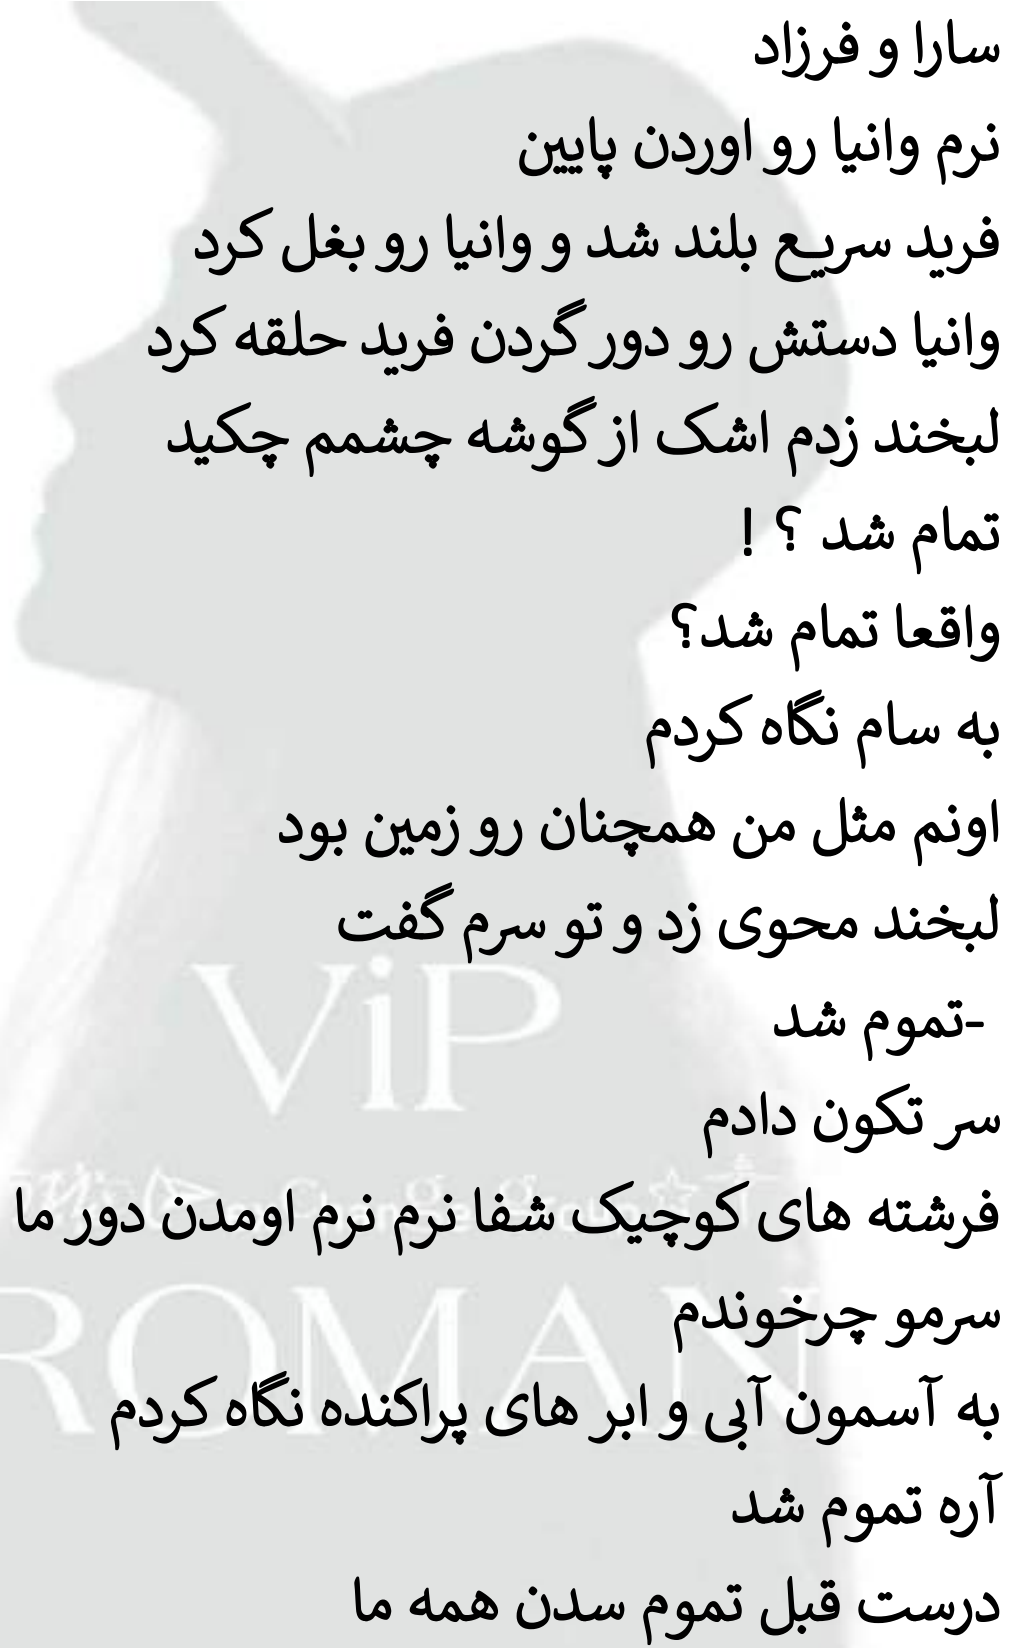 سارا و فرزاد
نرم وانیا رو اوردن پایین
فرید سریع بلند شد و وانیا رو بغل کرد
وانیا دستش رو دور گردن فرید حلقه کرد
لبخند زدم اشک از گوشه چشمم چکید
تمام شد ؟ !
واقعا تمام شد؟
به سام نگاه کردم
اونم مثل من همچنان رو زمین بود
لبخند محوی زد و تو سرم گفت
-تموم شد
سر تکون دادم
فرشته های کوچیک شفا نرم نرم اومدن دور ما
سرمو چرخوندم
به آسمون آبی و ابر های پراکنده نگاه کردم
آره تموم شد
درست قبل تموم سدن همه ما
ViP
ROMAN